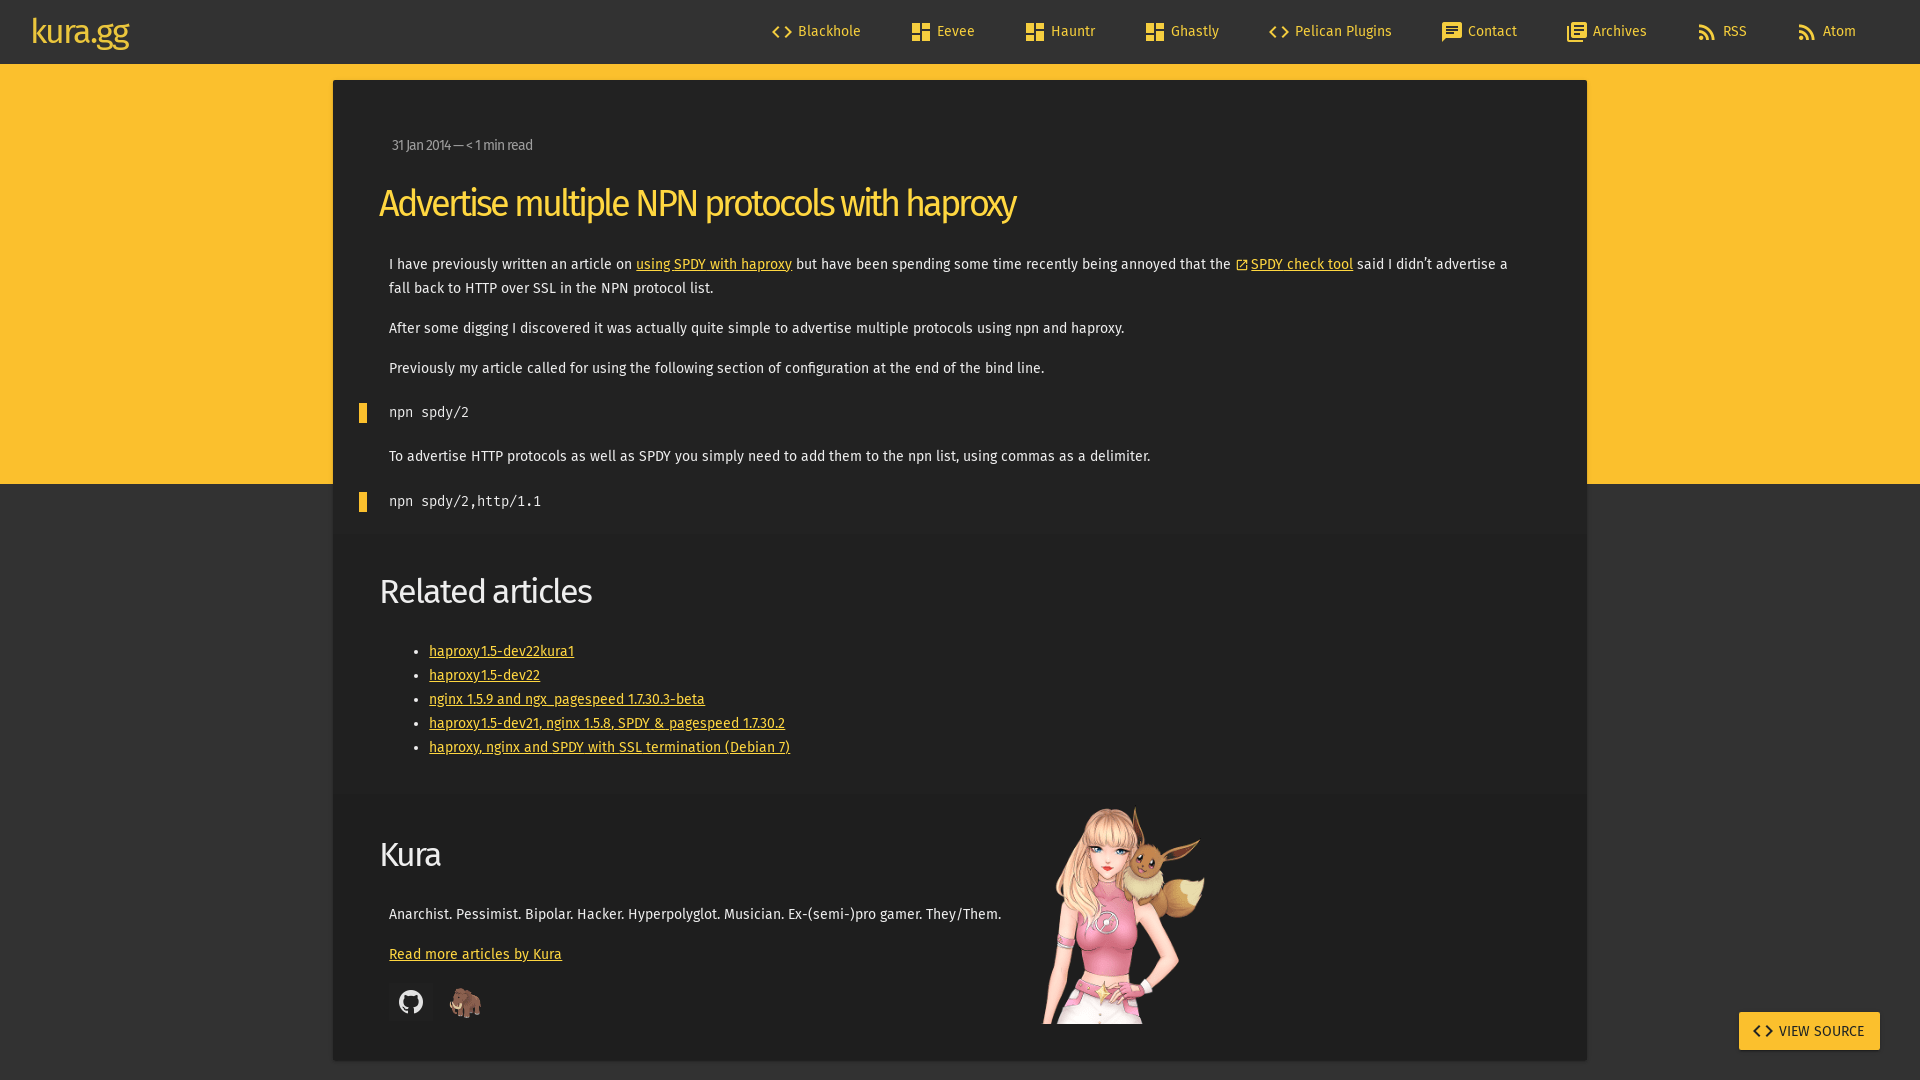 kura.gg
Blackhole
Eevee
Hauntr
Ghastly
Pelican Plugins
Contact
Archives
RSS
Atom
31 Jan 2014 — < 1 min read
Advertise multiple NPN protocols with haproxy
I have previously written an article on using SPDY with haproxy but have been spending some time recently being annoyed that the SPDY check tool said I didn’t advertise a
fall back to HTTP over SSL in the NPN protocol list.
After some digging I discovered it was actually quite simple to advertise multiple protocols using npn and haproxy.
Previously my article called for using the following section of configuration at the end of the bind line.
npn spdy/2
To advertise HTTP protocols as well as SPDY you simply need to add them to the npn list, using commas as a delimiter.
npn spdy/2,http/1.1
Related articles
haproxy1.5-dev22kura1
haproxy1.5-dev22
nginx 1.5.9 and ngx_pagespeed 1.7.30.3-beta
haproxy1.5-dev21, nginx 1.5.8, SPDY & pagespeed 1.7.30.2
haproxy, nginx and SPDY with SSL termination (Debian 7)
Kura
Anarchist. Pessimist. Bipolar. Hacker. Hyperpolyglot. Musician. Ex-(semi-)pro gamer. They/Them.
Read more articles by Kura
VIEW SOURCE